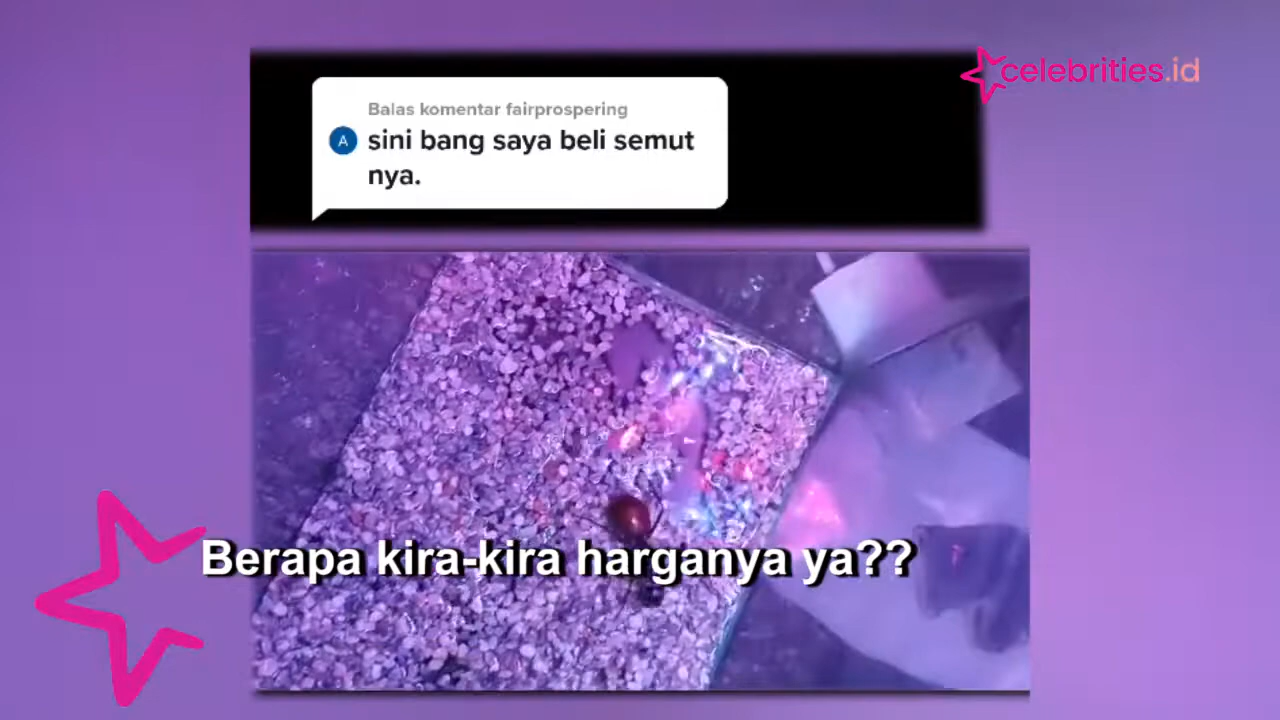 celebrities.id
Balas komentar fairprospering
A
sini bang saya beli semut
nya.
Berapa kira-kira harganya ya??